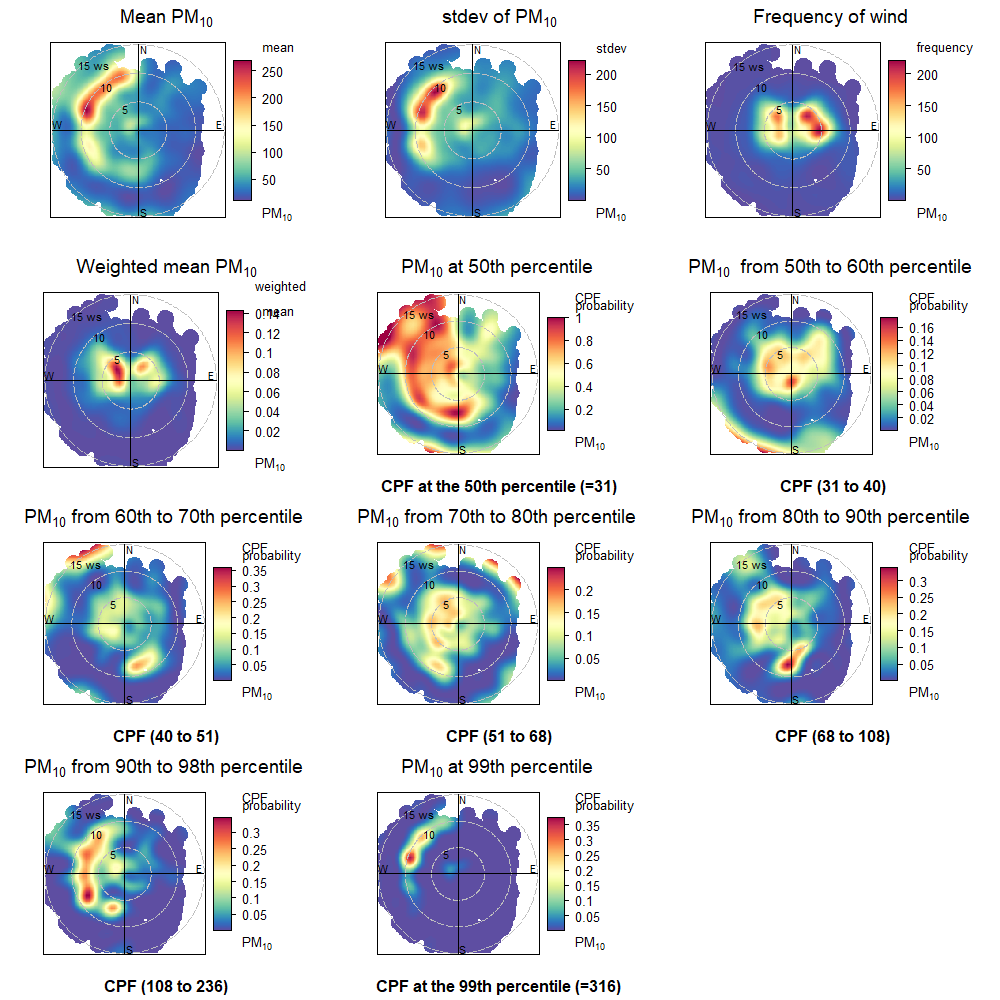 Mean PM10
stdev of PM10
Frequency of wind
mean
250
200
150
100
50
PM10
N
15 ws
10
5
W
E
S
stdev
200
150
100
50
PM10
N
15 ws
10
5
W
E
S
frequency
200
150
100
50
PM10
N
15 ws
10
5
W
E
S
Weighted mean PM10
PM10 at 50th percentile
PM10 from 50th to 60th percentile
weighted
mean
0.14
0.12
0.1
0.08
0.06
0.04
0.02
PM10
N
15 ws
10
5
W
E
S
CPF
probability
1
0.8
0.6
0.4
0.2
PM10
N
15 ws
10
5
W
E
S
CPF
probability
0.16
0.14
0.12
0.1
0.08
0.06
0.04
0.02
PM10
N
15 ws
10
5
W
E
S
CPF at the 50th percentile (=31)
CPF (31 to 40)
PM10 from 60th to 70th percentile
PM10 from 70th to 80th percentile
PM10 from 80th to 90th percentile
CPF
probability
0.35
0.3
0.25
0.2
0.15
0.1
0.05
PM10
N
15 ws
10
5
W
E
S
CPF
probability
0.2
0.15
0.1
0.05
PM10
N
15 ws
10
5
W
E
S
CPF
probability
0.3
0.25
0.2
0.15
0.1
0.05
PM10
N
15 ws
10
5
W
E
S
CPF (40 to 51)
CPF (51 to 68)
CPF (68 to 108)
PM10 from 90th to 98th percentile
PM10 at 99th percentile
CPF
probability
0.3
0.25
0.2
0.15
0.1
0.05
PM10
N
15 ws
10
5
W
E
S
CPF
probability
0.35
0.3
0.25
0.2
0.15
0.1
0.05
PM10
N
15 ws
10
5
W
E
S
CPF (108 to 236)
CPF at the 99th percentile (=316)